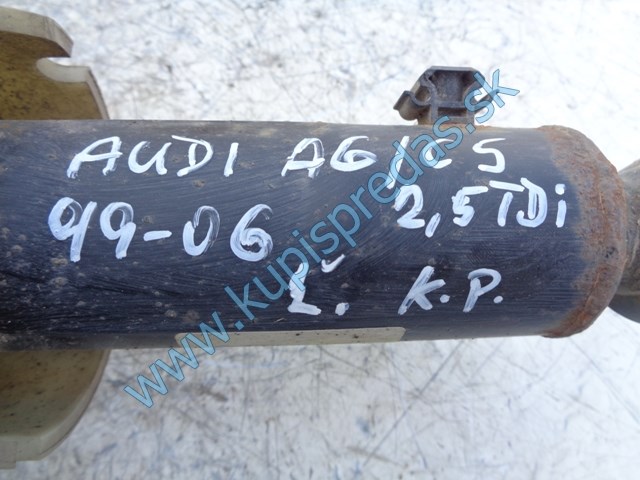 AUDI A6 C5
99-06 2,5TDi
Ľ. K.P.
www.kupispredas.sk